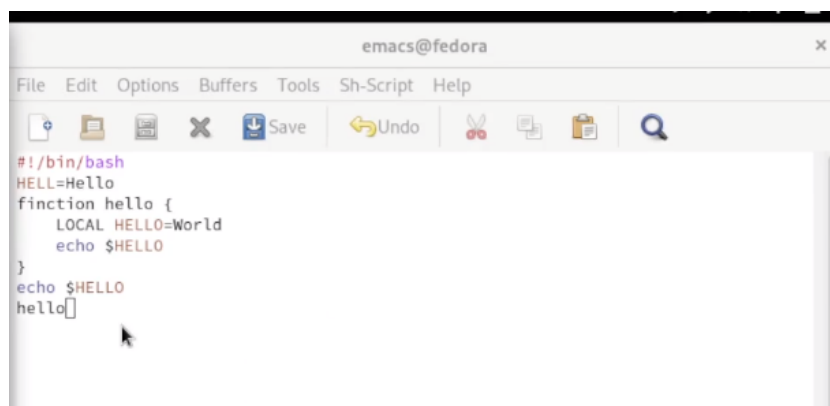 emacs@fedora ×
File Edit Options Buffers Tools Sh-Script Help
Save Undo
#!/bin/bash
HELL=Hello
finction hello {
    LOCAL HELLO=World
    echo $HELLO
}
echo $HELLO
hello